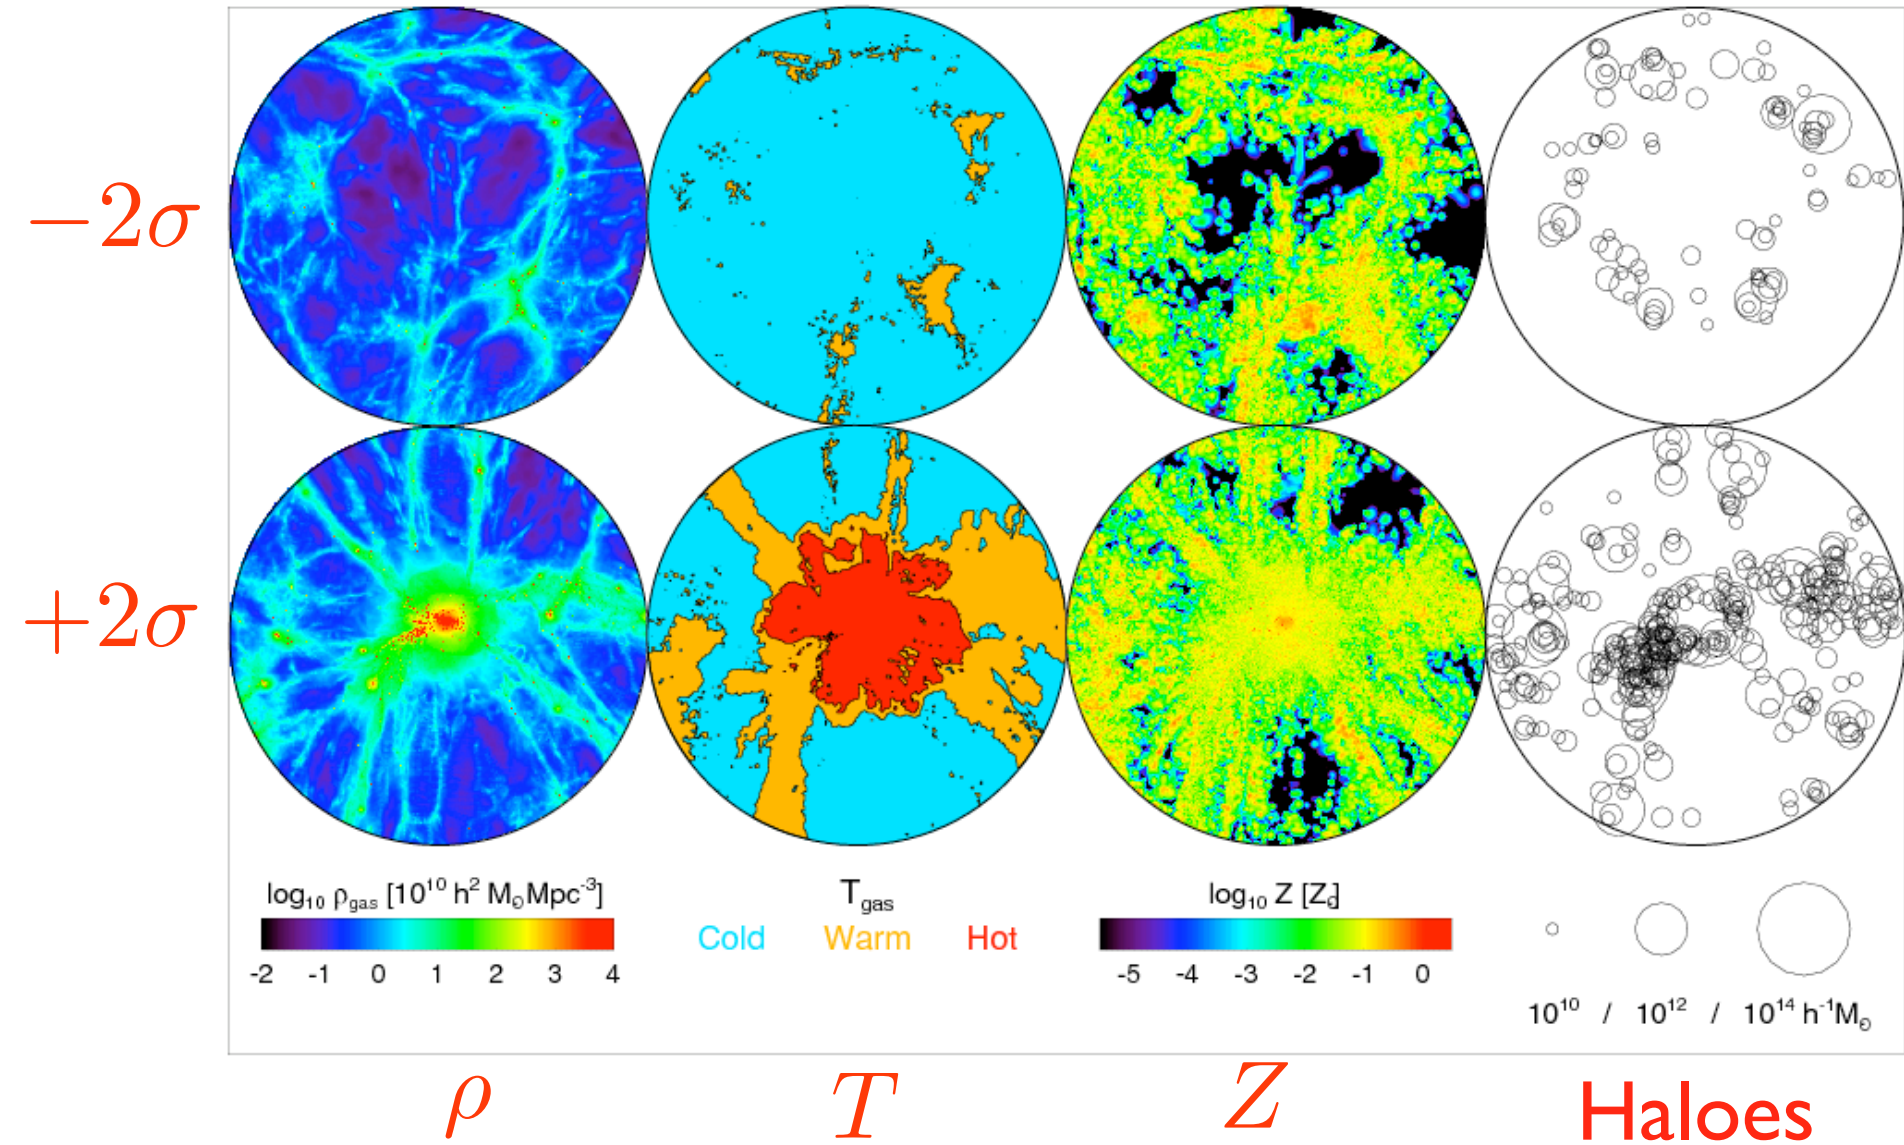 −2σ
+2σ
log₁₀ ρgas [10¹⁰ h² M⊙Mpc⁻³]
-2 -1 0 1 2 3 4
Tgas
Cold Warm Hot
log₁₀ Z [Z⊙]
-5 -4 -3 -2 -1 0
10¹⁰ / 10¹² / 10¹⁴ h⁻¹M⊙
ρ T Z Haloes